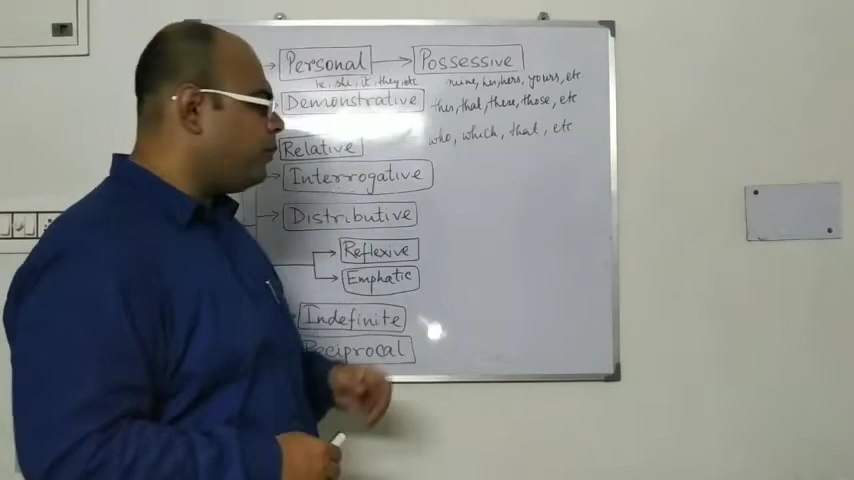 Personal Possessive
he, she, it, they, etc mine, his, hers, yours, etc
Demonstrative this, that, these, those, etc
Relative who, which, that, etc
Interrogative
Distributive
Reflexive
Emphatic
Indefinite
Reciprocal